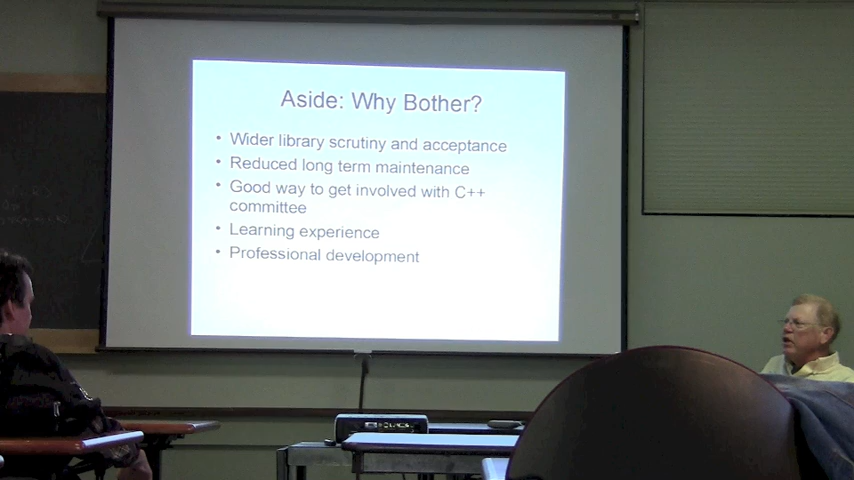 Aside: Why Bother?
• Wider library scrutiny and acceptance
• Reduced long term maintenance
• Good way to get involved with C++
committee
• Learning experience
• Professional development